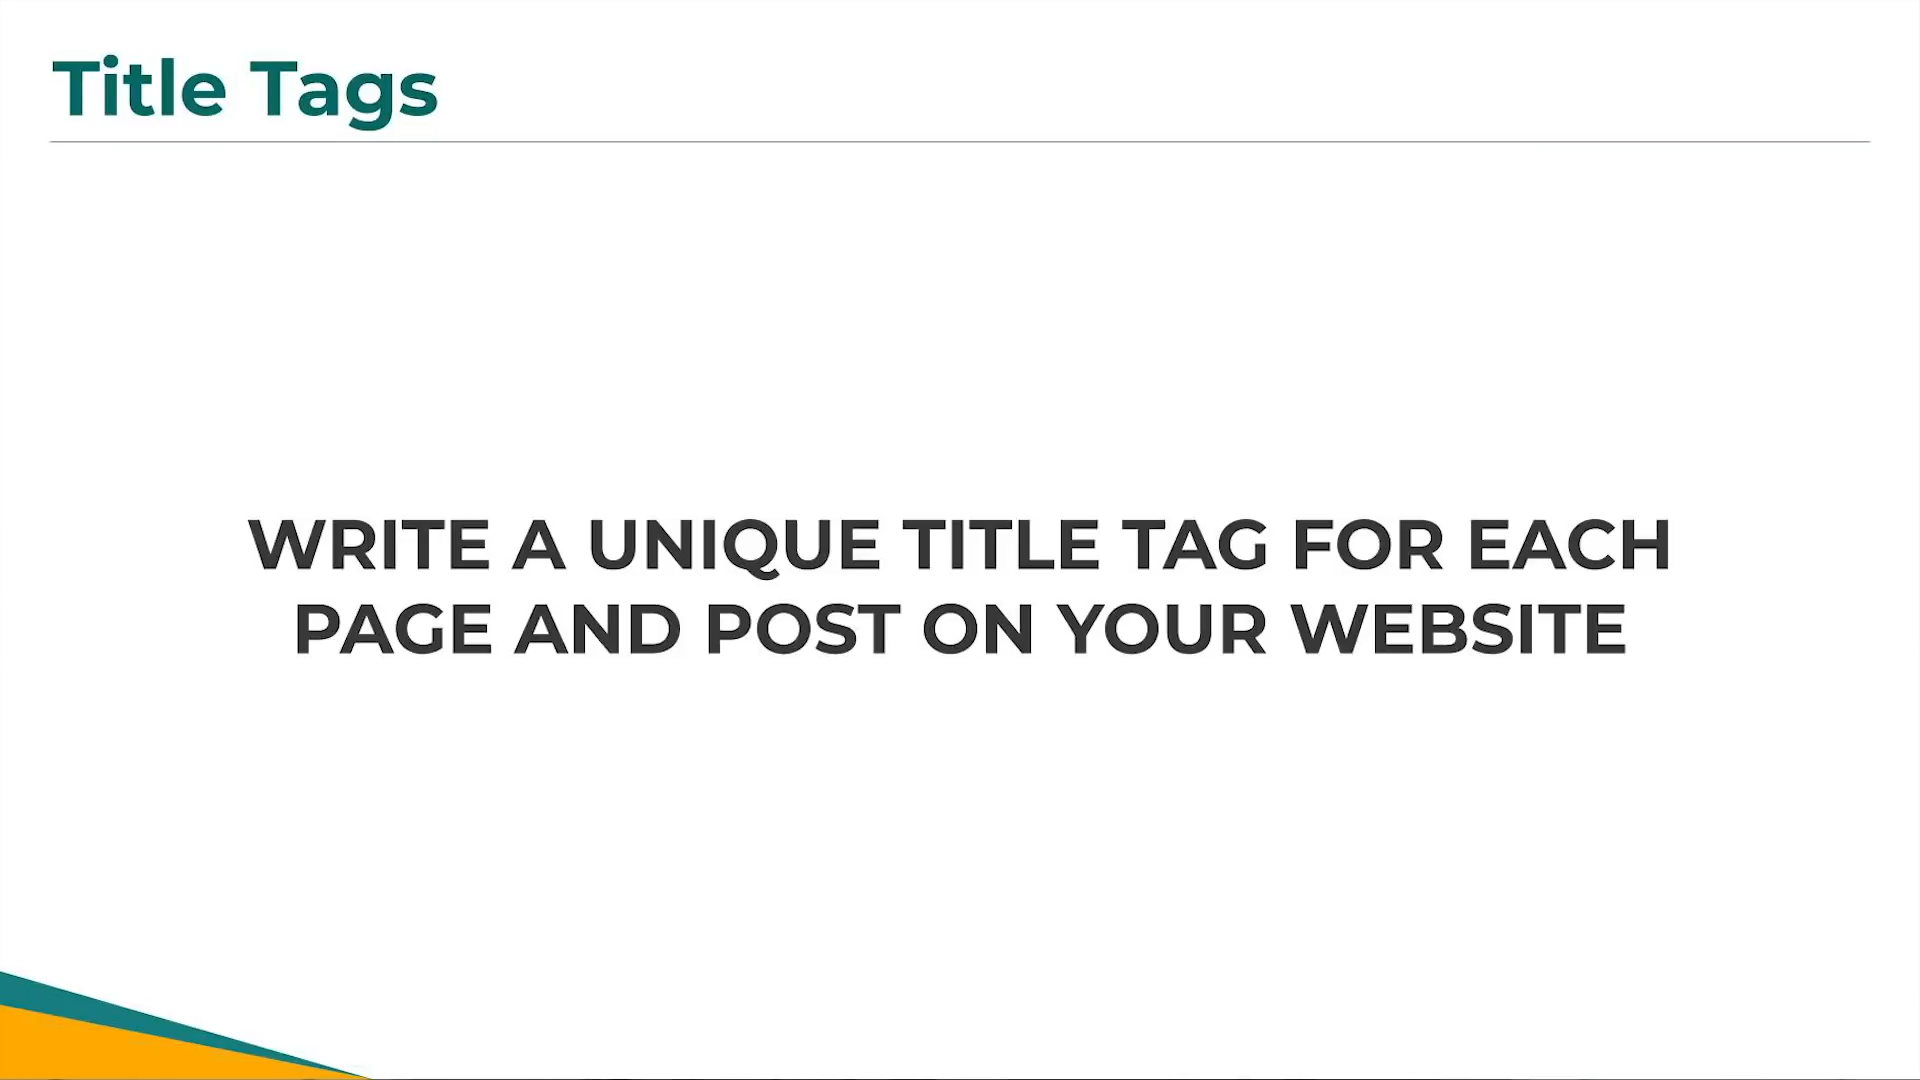 Title Tags
WRITE A UNIQUE TITLE TAG FOR EACH
PAGE AND POST ON YOUR WEBSITE